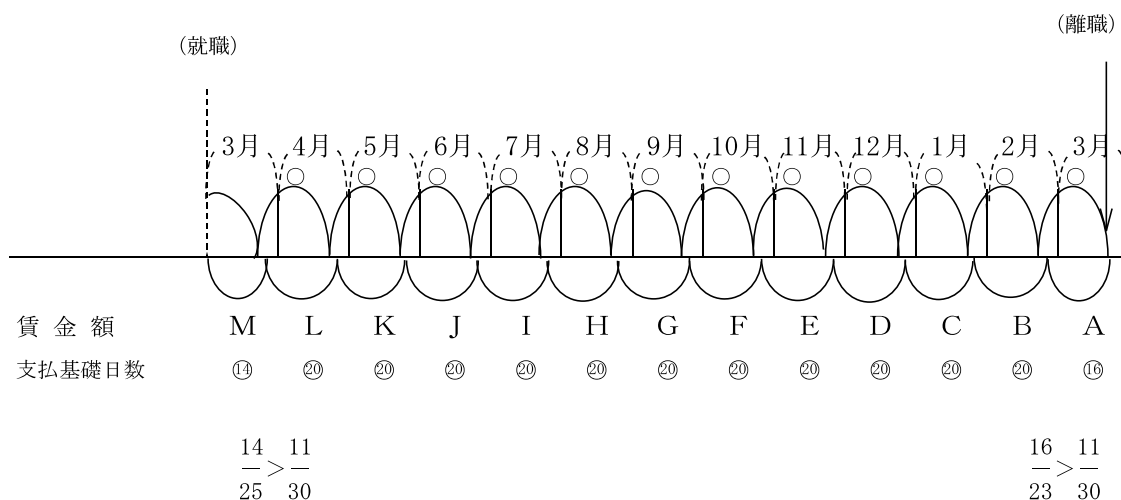 (離職)
(就職)
3月 4月 5月 6月 7月 8月 9月 10月 11月 12月 1月 2月 3月
○ ○ ○ ○ ○ ○ ○ ○ ○ ○ ○ ○
賃金額 M L K J I H G F E D C B A
支払基礎日数 ⑭ ⑳ ⑳ ⑳ ⑳ ⑳ ⑳ ⑳ ⑳ ⑳ ⑳ ⑳ ⑯
14/25 > 11/30 16/23 > 11/30